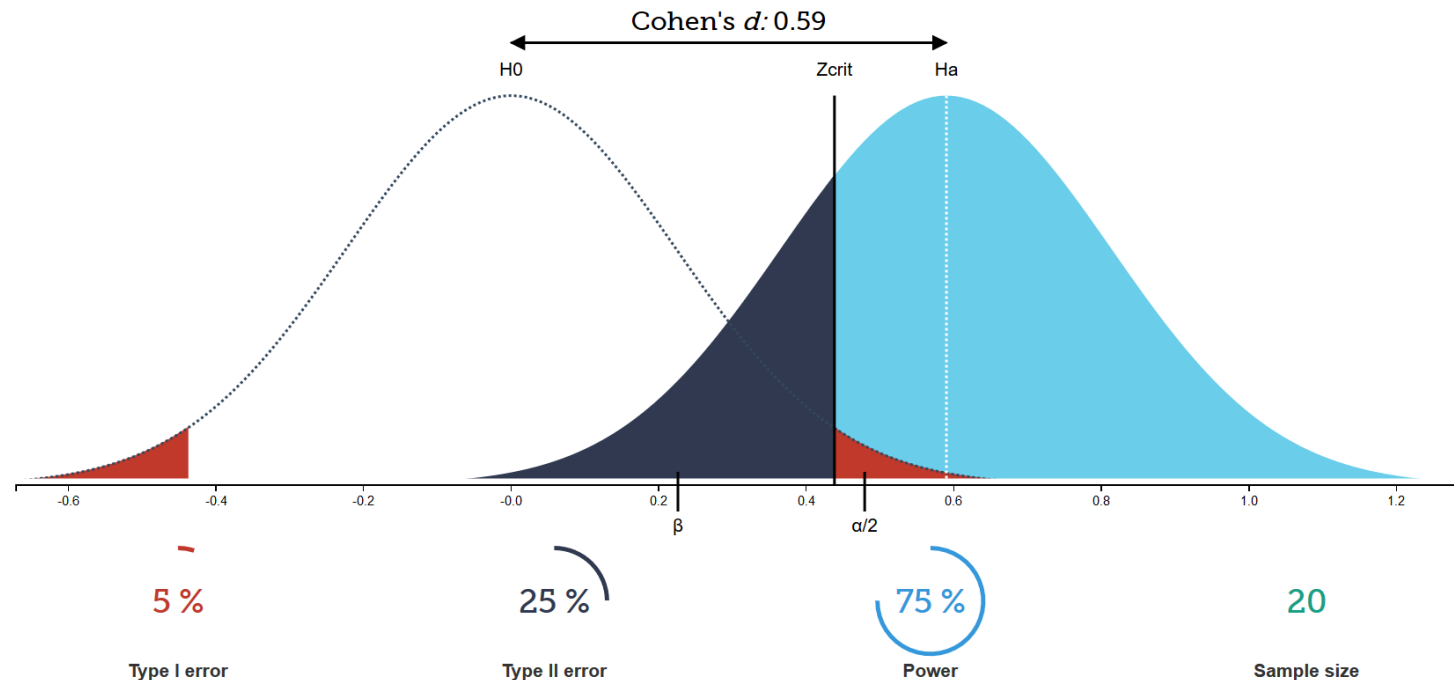 Cohen's d: 0.59
H0 Zcrit Ha
-0.6 -0.4 -0.2 -0.0 0.2 0.4 0.6 0.8 1.0 1.2
β α/2
5 % 25 % 75 % 20
Type I error Type II error Power Sample size